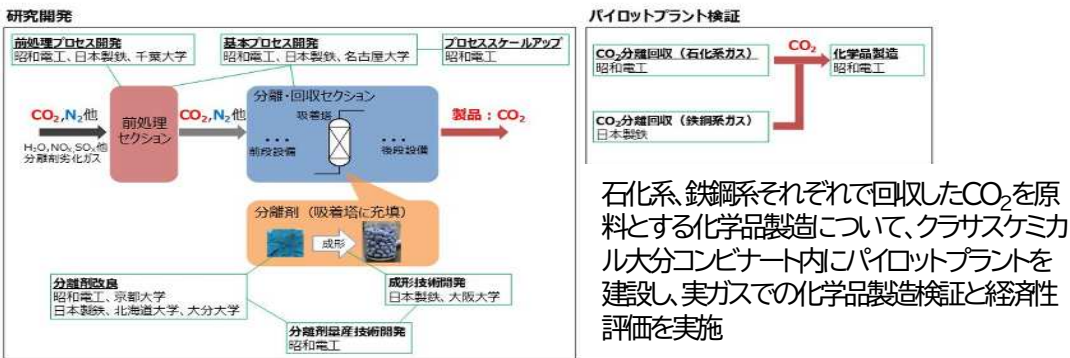 研究開発
前処理プロセス開発
昭和電工、日本製鉄、千葉大学
基本プロセス開発
昭和電工、日本製鉄、名古屋大学
プロセススケールアップ
昭和電工
CO₂,N₂他
H₂O,NOₓ,SOₓ他
分離剤劣化ガス
前処理
セクション
CO₂,N₂他
分離・回収セクション
吸着塔
・・・
前段設備
・・・
後段設備
製品：CO₂
分離剤（吸着塔に充填）
成形
分離剤改良
昭和電工、京都大学
日本製鉄、北海道大学、大分大学
成形技術開発
日本製鉄、大阪大学
分離剤量産技術開発
昭和電工
パイロットプラント検証
CO₂分離回収（石化系ガス）
昭和電工
CO₂
化学品製造
昭和電工
CO₂分離回収（鉄鋼系ガス）
日本製鉄
石化系、鉄鋼系それぞれで回収したCO₂を原
料とする化学品製造について、クラサスケミカ
ル大分コンビナート内にパイロットプラントを
建設し、実ガスでの化学品製造検証と経済性
評価を実施